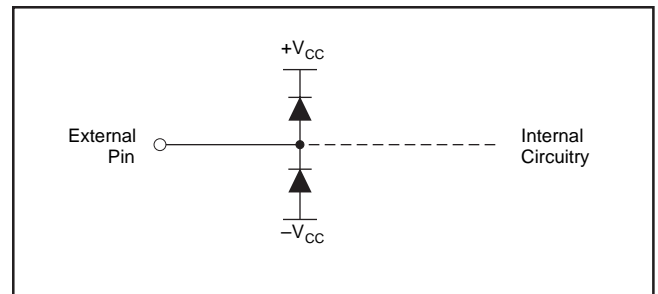 +VCC
External
Pin
Internal
Circuitry
–VCC